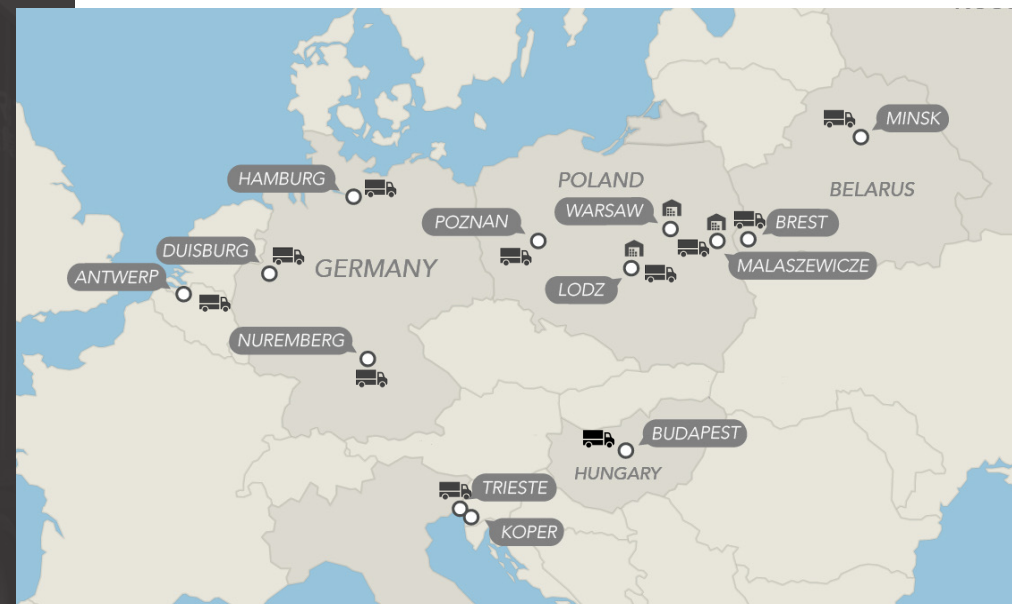 MINSK
BELARUS
HAMBURG
POLAND
WARSAW
POZNAN
BREST
DUISBURG
GERMANY
MALASZEWICZE
ANTWERP
LODZ
NUREMBERG
BUDAPEST
HUNGARY
TRIESTE
KOPER